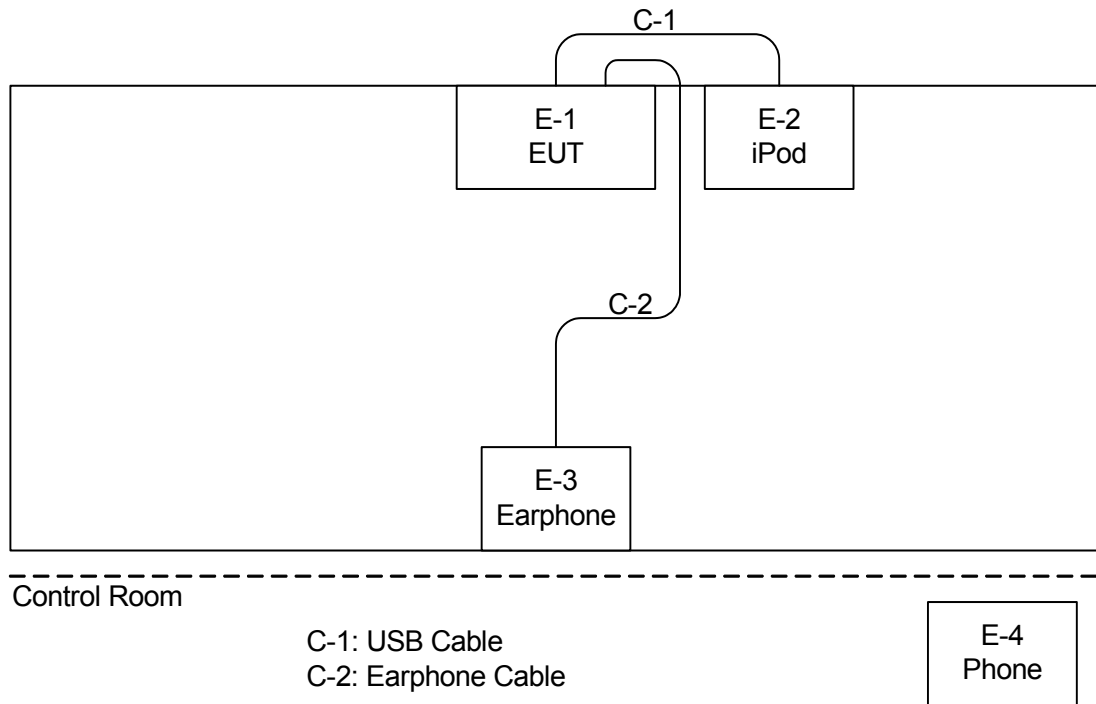 C-1
E-1
EUT
E-2
iPod
C-2
E-3
Earphone
Control Room
C-1: USB Cable
C-2: Earphone Cable
E-4
Phone